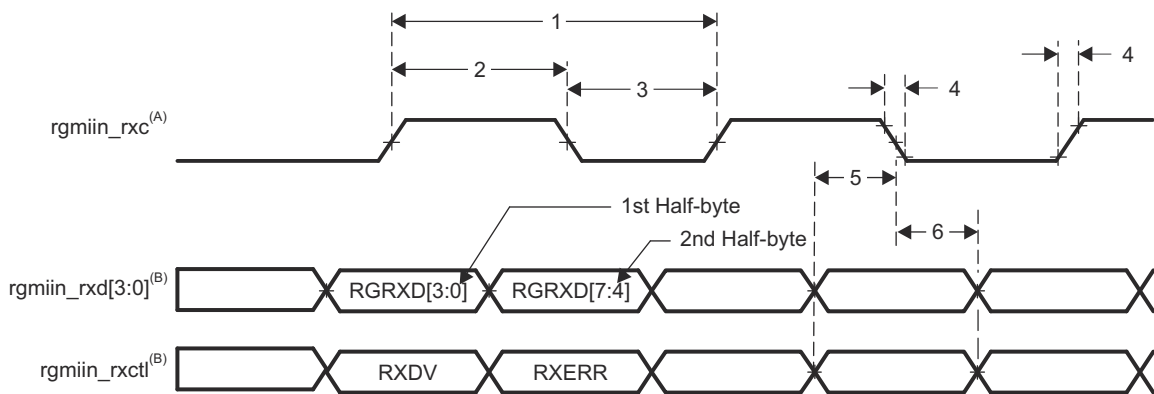 1
2
3
4
4
rgmiin_rxc(A)
5
1st Half-byte
6
2nd Half-byte
rgmiin_rxd[3:0](B)
RGRXD[3:0]
RGRXD[7:4]
rgmiin_rxctl(B)
RXDV
RXERR